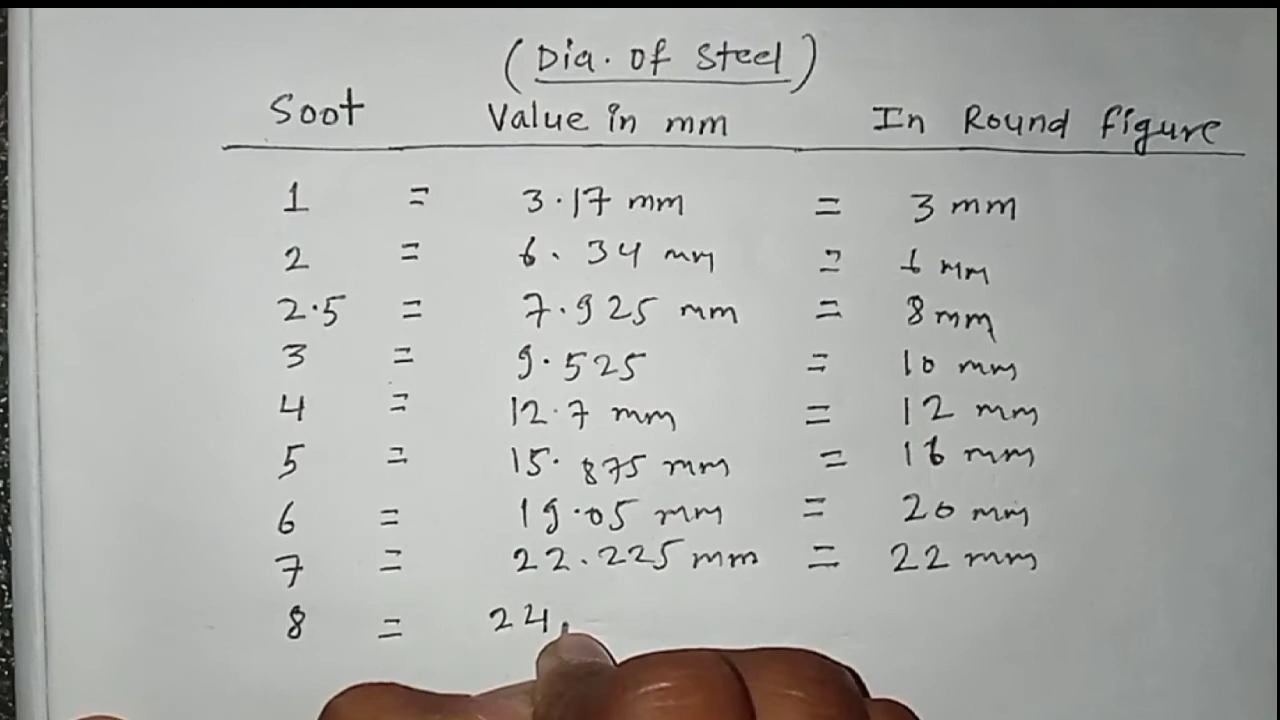 (Dia. of Steel)
Soot Value in mm In Round figure
1 = 3.17 mm = 3 mm
2 = 6.34 mm = 6 mm
2.5 = 7.925 mm = 8 mm
3 = 9.525 = 10 mm
4 = 12.7 mm = 12 mm
5 = 15.875 mm = 16 mm
6 = 19.05 mm = 20 mm
7 = 22.225 mm = 22 mm
8 = 24.